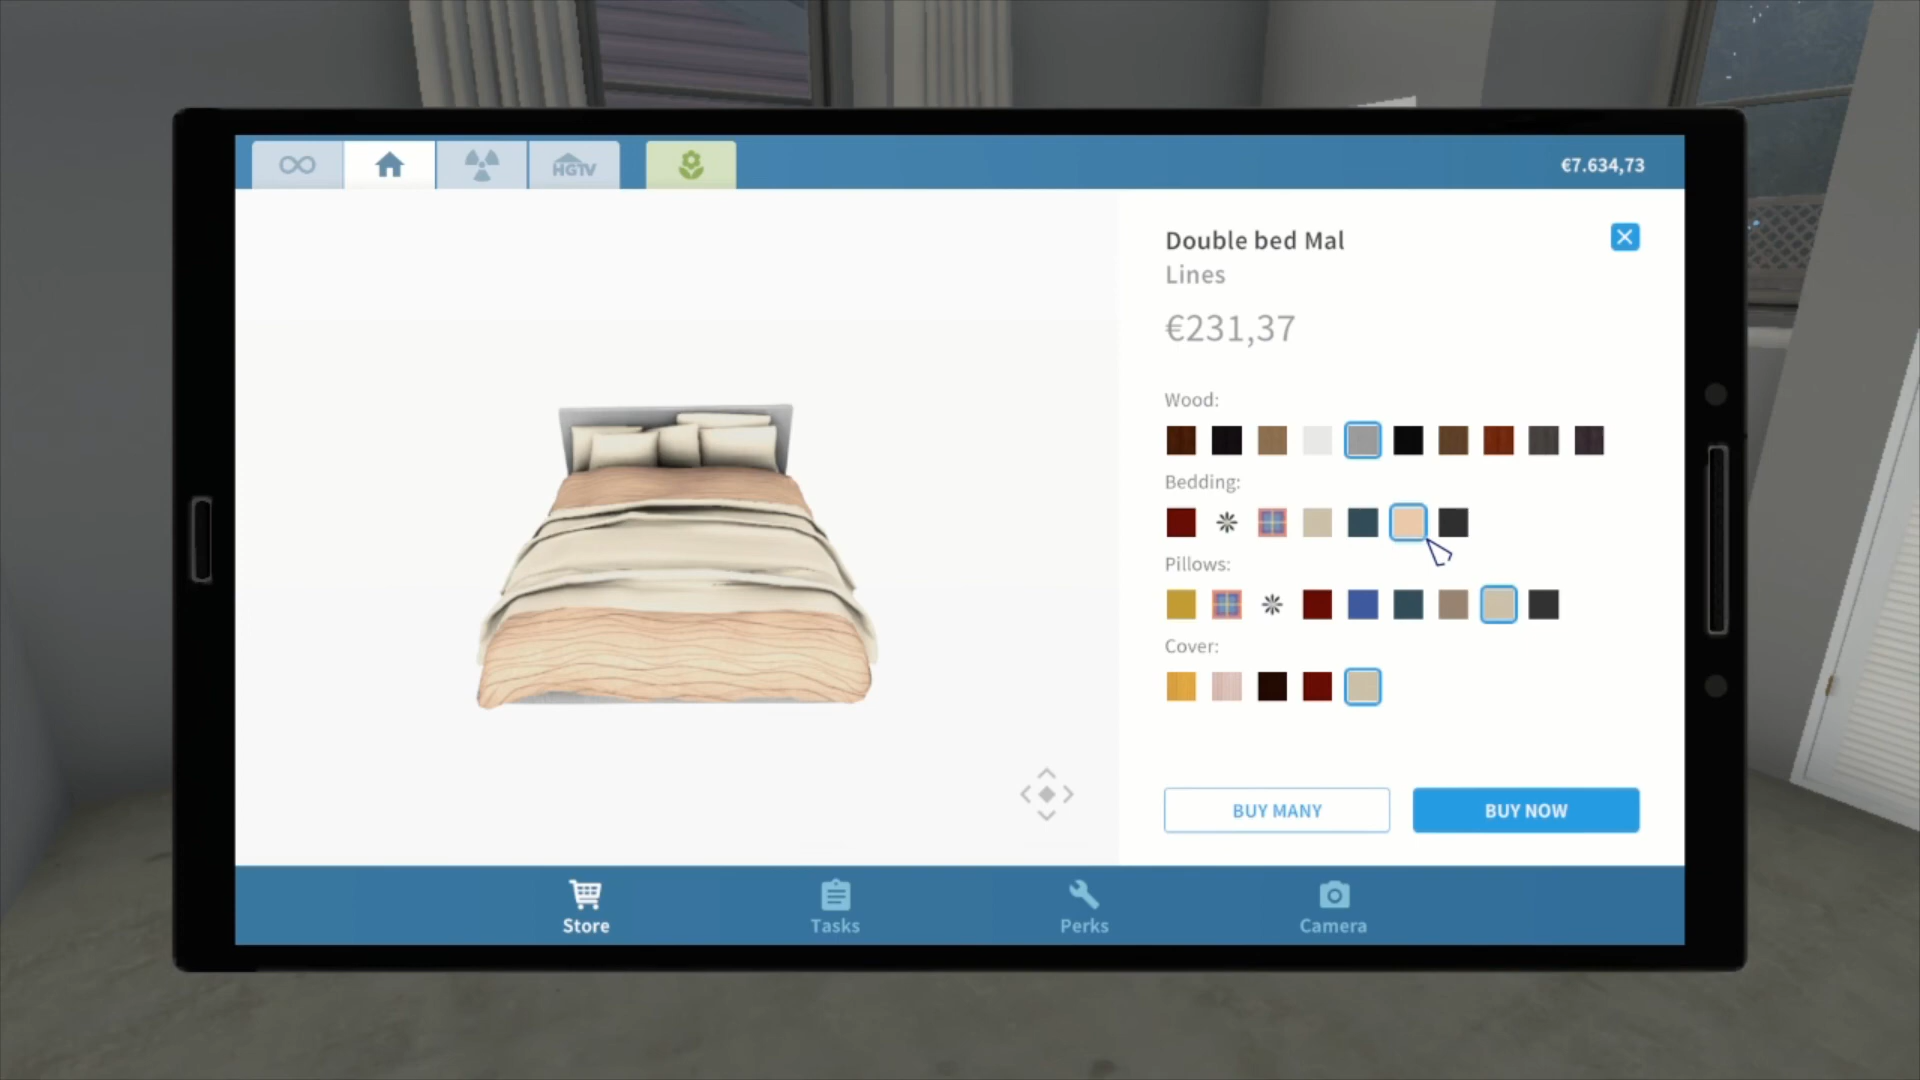 HGTV
€7.634,73
Double bed Mal
Lines
€231,37
Wood:
Bedding:
Pillows:
Cover:
BUY MANY
BUY NOW
Store
Tasks
Perks
Camera